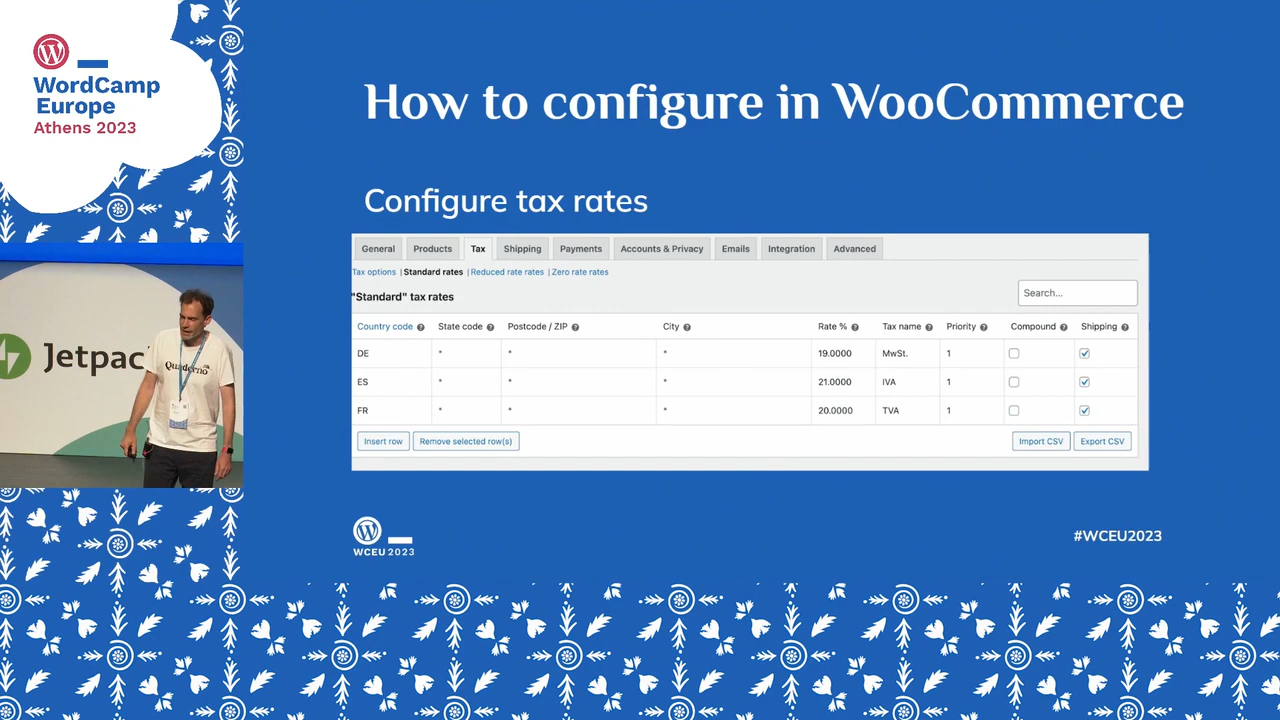 WordCamp
Europe
Athens 2023
How to configure in WooCommerce
Configure tax rates
General Products Tax Shipping Payments Accounts & Privacy Emails Integration Advanced
Tax options | Standard rates | Reduced rate rates | Zero rate rates
"Standard" tax rates
Search...
Country code State code Postcode / ZIP City Rate % Tax name Priority Compound Shipping
DE * * * 19.0000 MwSt. 1
ES * * * 21.0000 IVA 1
FR * * * 20.0000 TVA 1
Insert row Remove selected row(s) Import CSV Export CSV
Jetpac
Quaderno
WCEU 2023
#WCEU2023